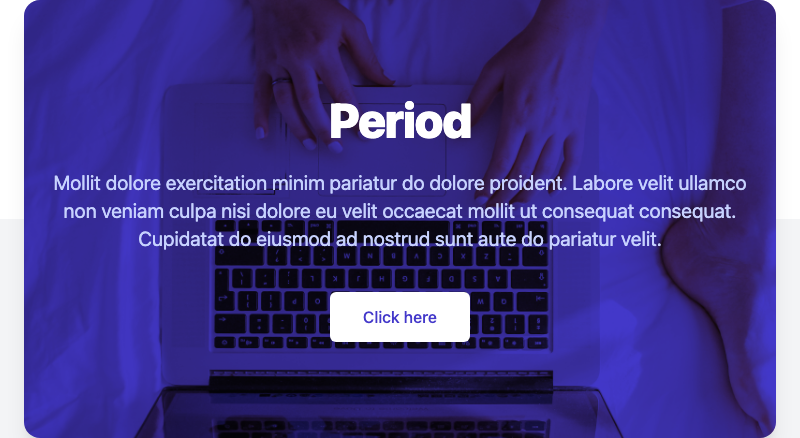 Period
Mollit dolore exercitation minim pariatur do dolore proident. Labore velit ullamco
non veniam culpa nisi dolore eu velit occaecat mollit ut consequat consequat.
Cupidatat do eiusmod ad nostrud sunt aute do pariatur velit.
Click here